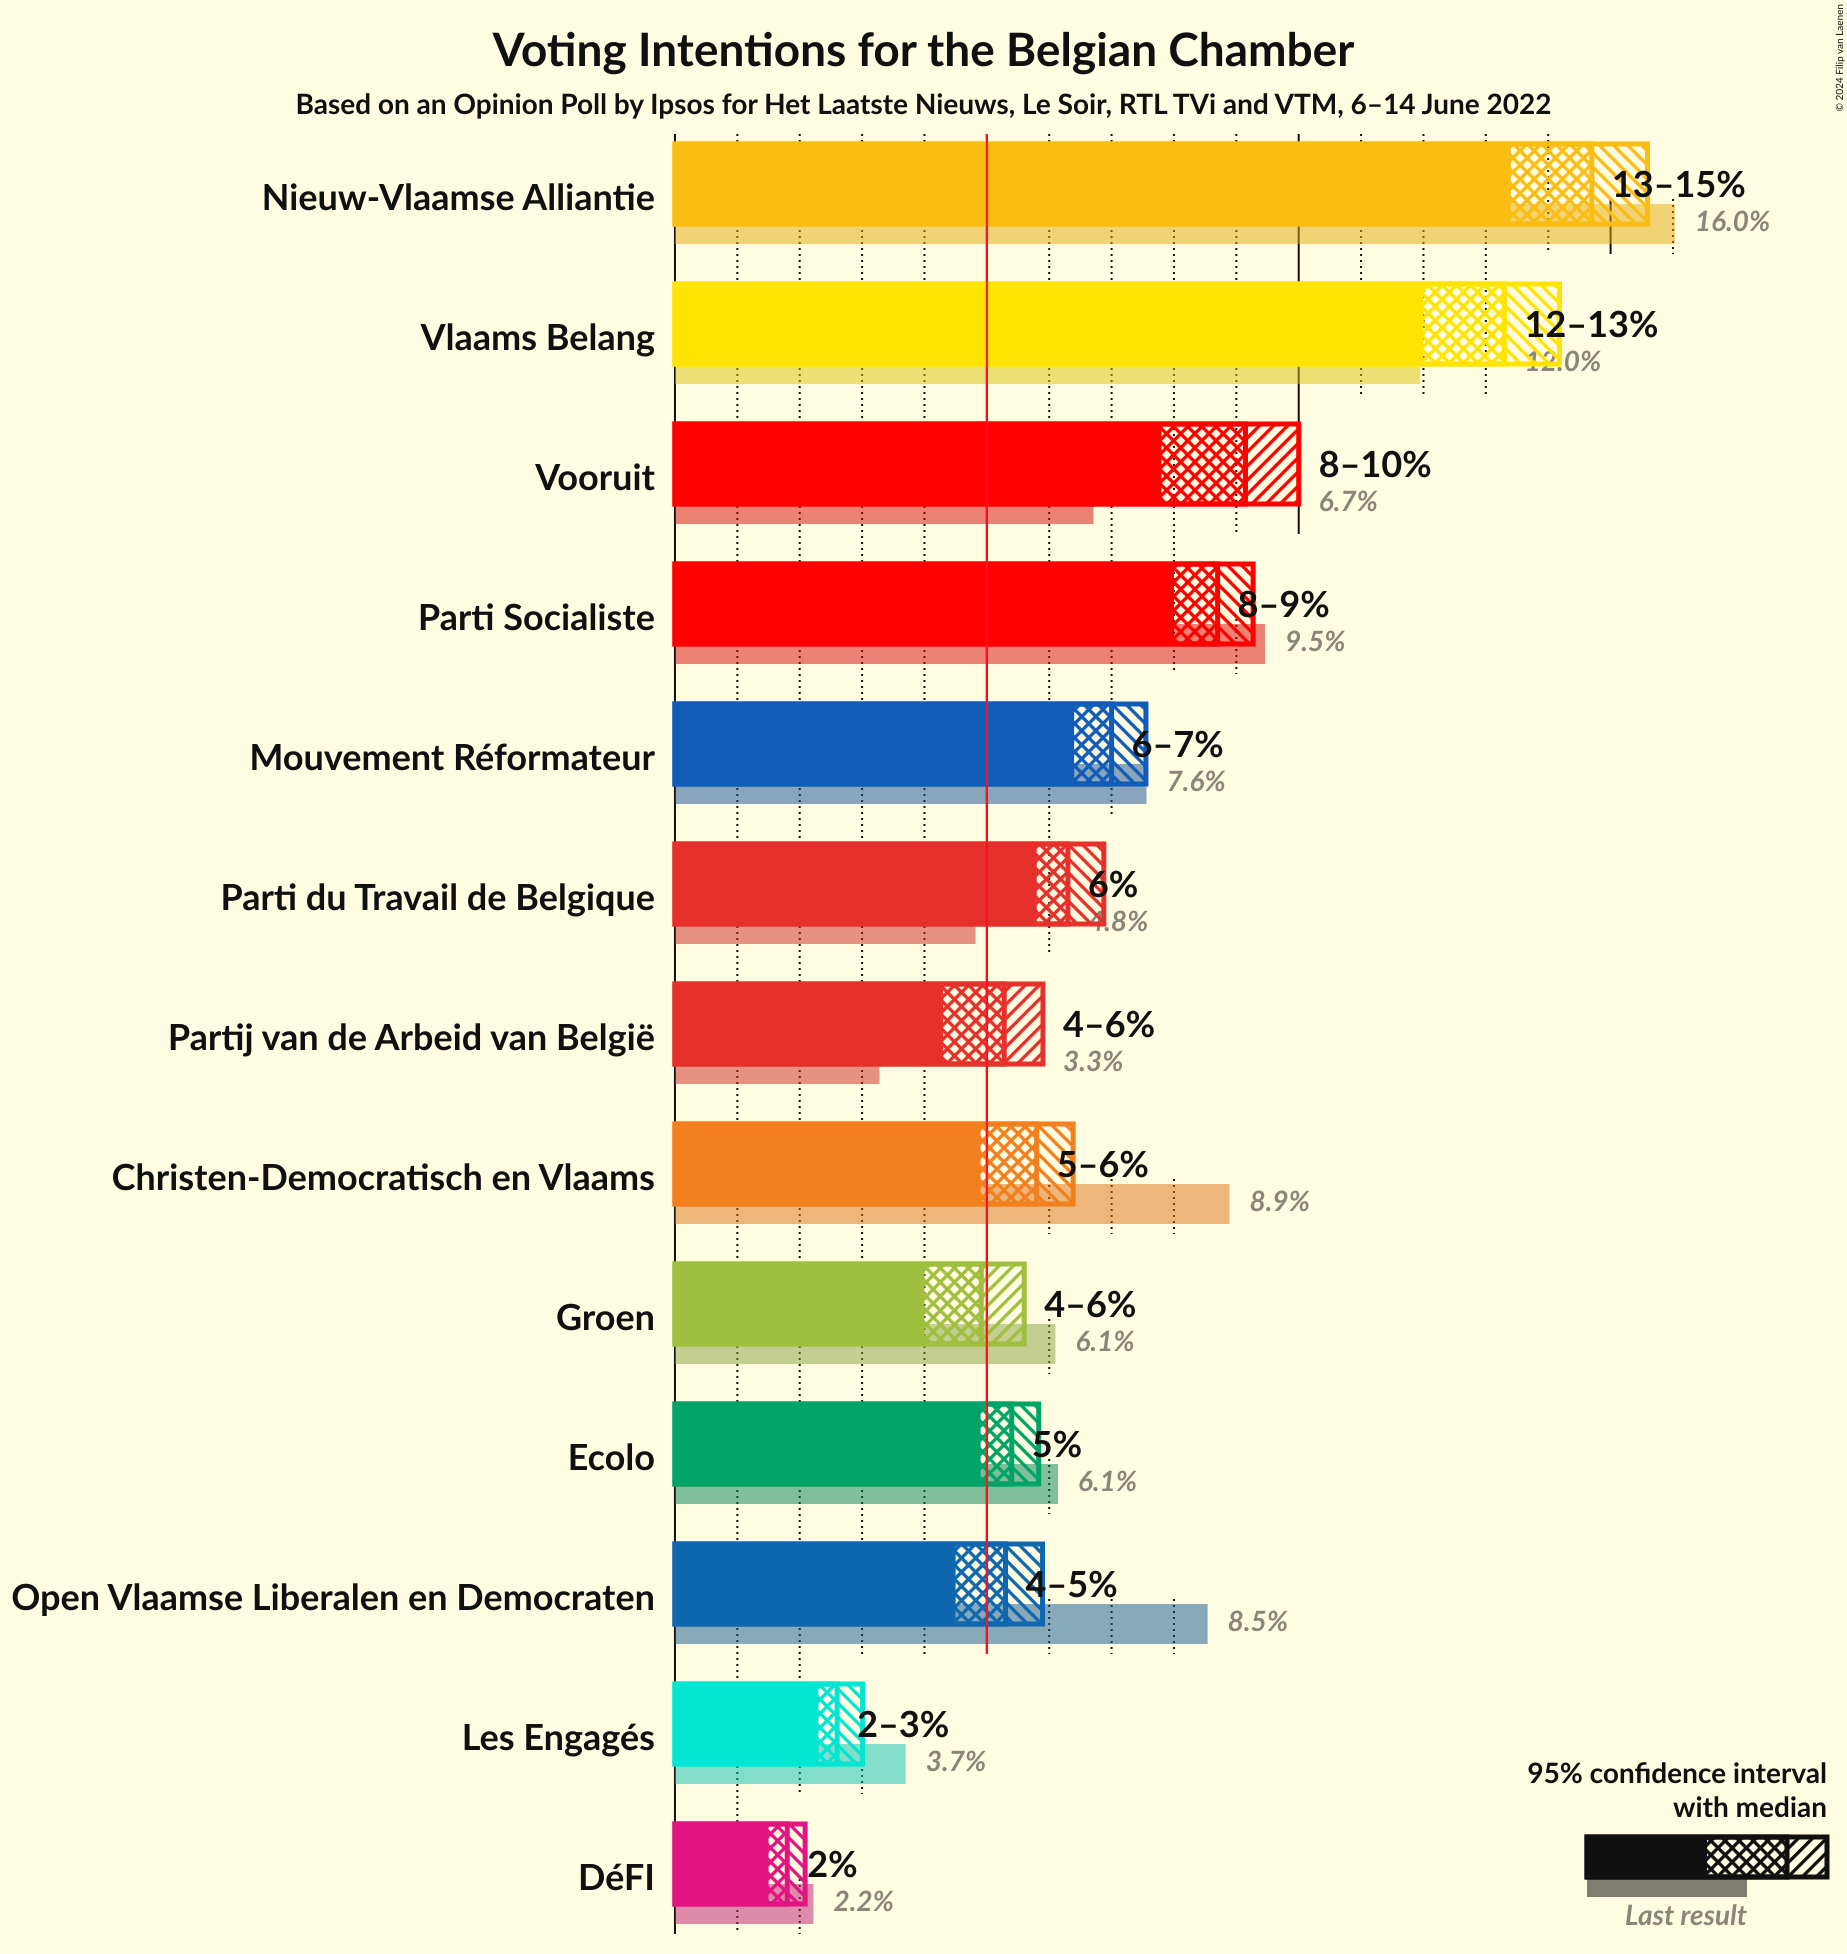 Voting Intentions for the Belgian Chamber
Based on an Opinion Poll by Ipsos for Het Laatste Nieuws, Le Soir, RTL TVi and VTM, 6–14 June 2022
© 2024 Filip van Laenen
Nieuw-Vlaamse Alliantie
13–15%
16.0%
Vlaams Belang
12–13%
12.0%
Vooruit
8–10%
6.7%
Parti Socialiste
8–9%
9.5%
Mouvement Réformateur
6–7%
7.6%
Parti du Travail de Belgique
6%
4.8%
Partij van de Arbeid van België
4–6%
3.3%
Christen-Democratisch en Vlaams
5–6%
8.9%
Groen
4–6%
6.1%
Ecolo
5%
6.1%
Open Vlaamse Liberalen en Democraten
4–5%
8.5%
Les Engagés
2–3%
3.7%
DéFI
2%
2.2%
95% confidence interval
with median
Last result